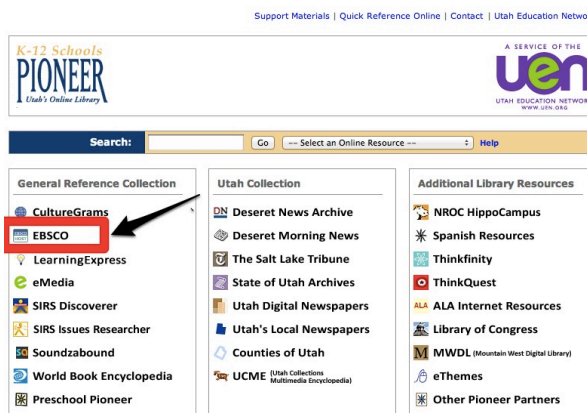 Support Materials | Quick Reference Online | Contact | Utah Education Netwo
K-12 Schools
PIONEER
Utah's Online Library
A SERVICE OF THE
uen
UTAH EDUCATION NETWOR
WWW.UEN.ORG
Search: Go -- Select an Online Resource -- Help
General Reference Collection
CultureGrams
EBSCO
LearningExpress
eMedia
SIRS Discoverer
SIRS Issues Researcher
Soundzabound
World Book Encyclopedia
Preschool Pioneer
Utah Collection
DN Deseret News Archive
Deseret Morning News
The Salt Lake Tribune
State of Utah Archives
Utah Digital Newspapers
Utah's Local Newspapers
Counties of Utah
UCME (Utah Collections
Multimedia Encyclopedia)
Additional Library Resources
NROC HippoCampus
Spanish Resources
Thinkfinity
ThinkQuest
ALA ALA Internet Resources
Library of Congress
M MWDL (Mountain West Digital Library)
eThemes
Other Pioneer Partners